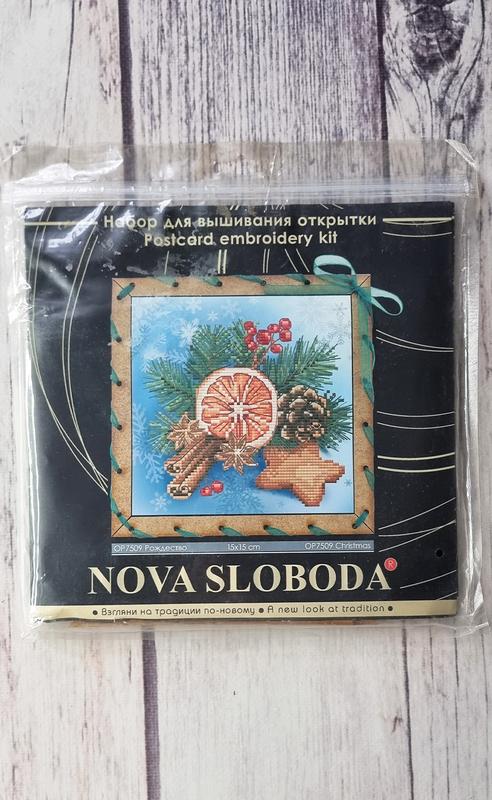 Набор для вышивания открытки
Postcard embroidery kit
ОР7509 Рождество 15x15 cm OP7509 Christmas
NOVA SLOBODA®
• Взгляни на традиции по-новому • A new look at tradition •